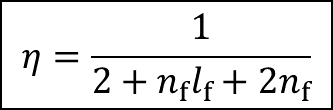 η = 1 / (2 + n_f l_f + 2n_f)